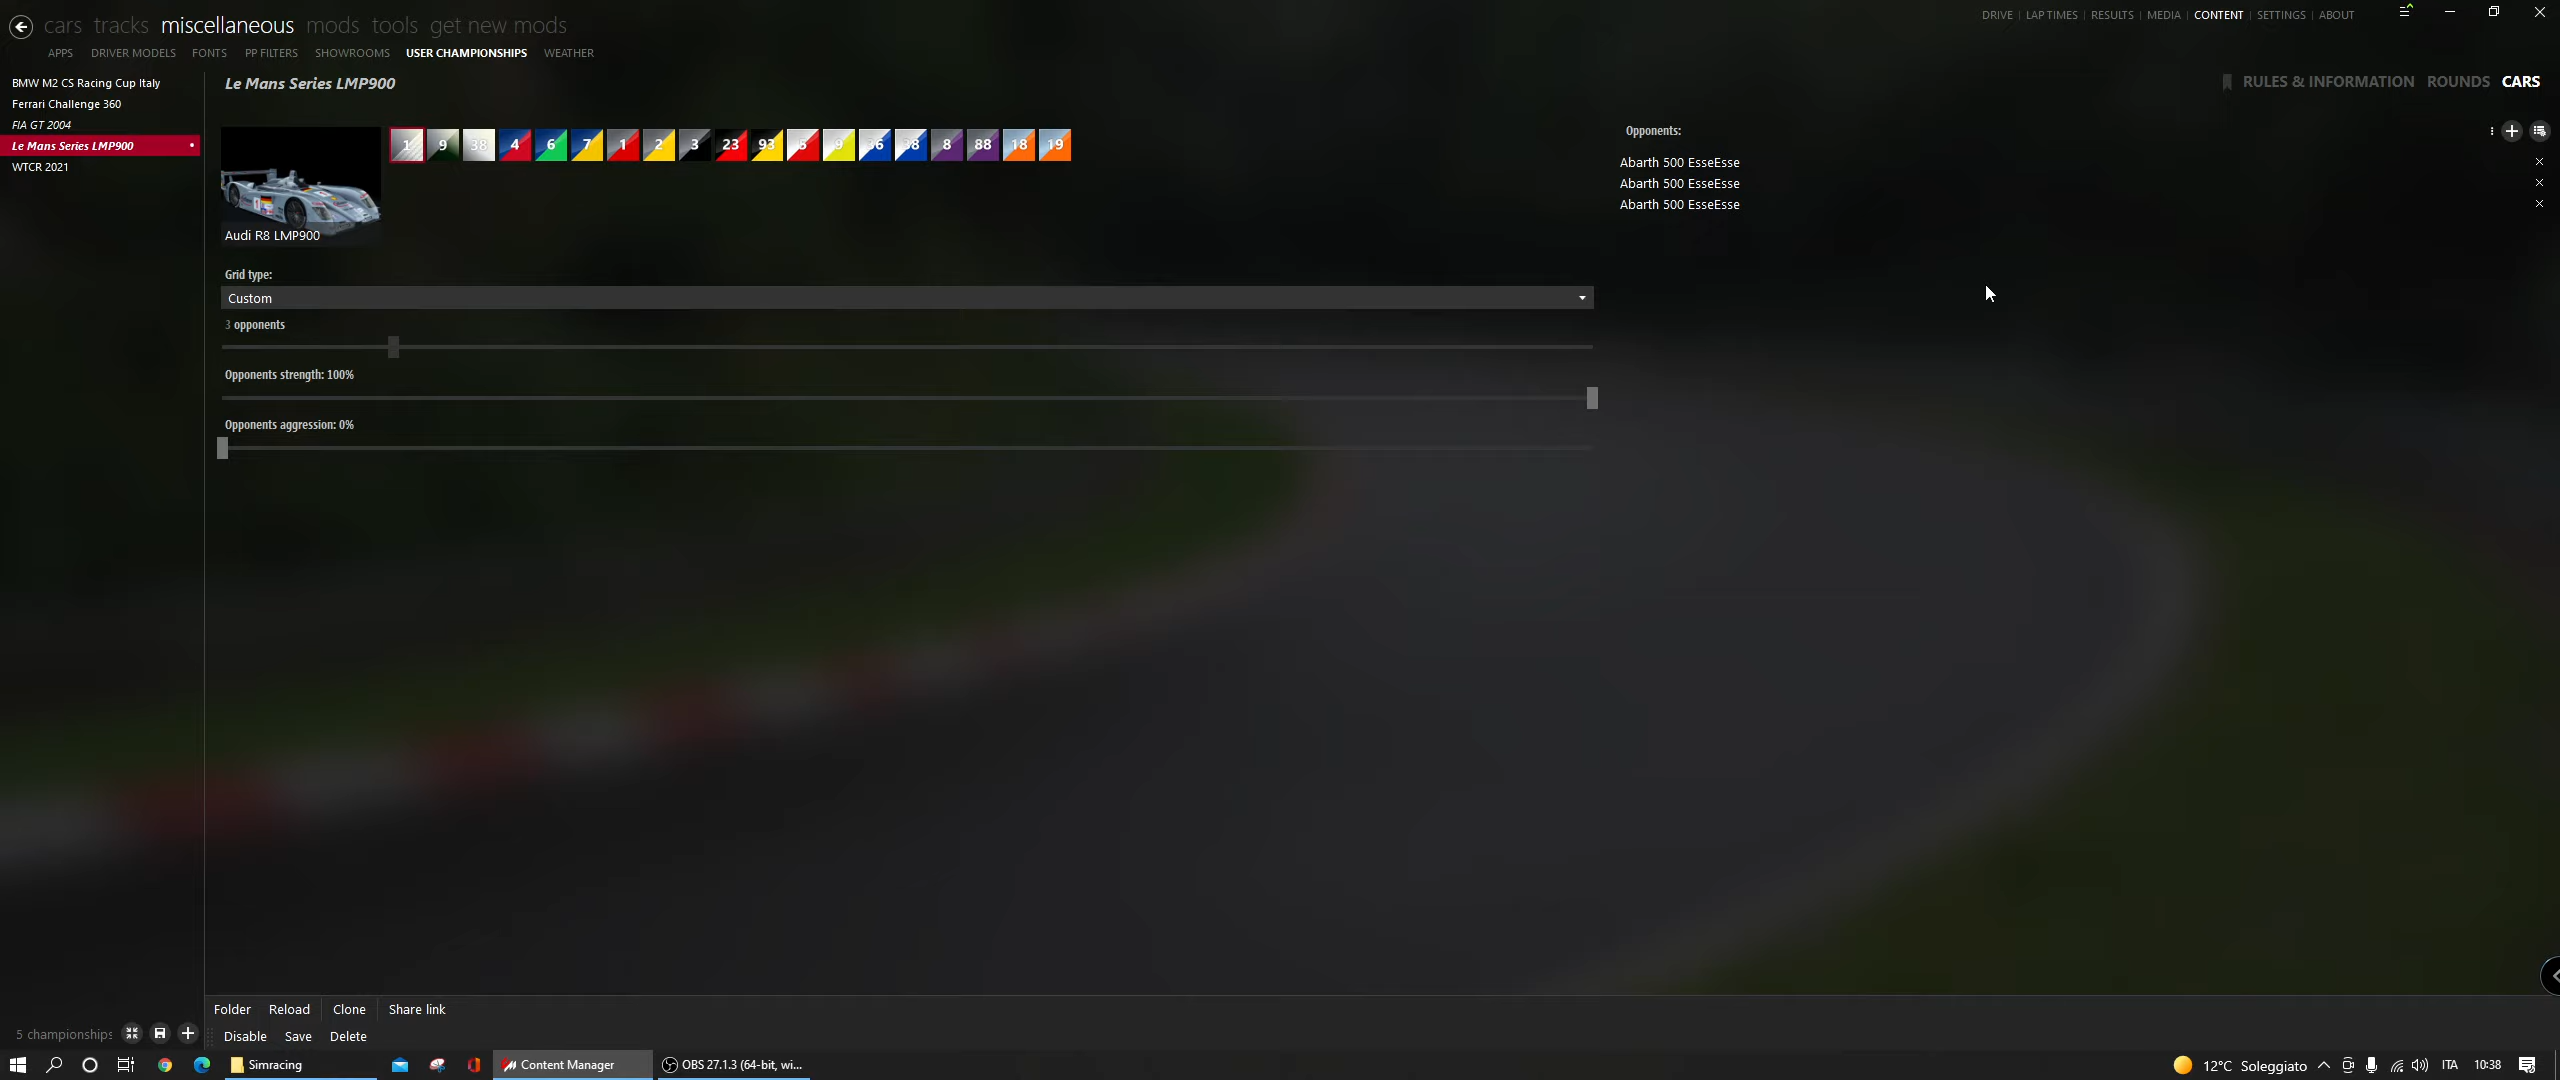 cars tracks miscellaneous mods tools get new mods
DRIVE LAP TIMES RESULTS MEDIA CONTENT SETTINGS ABOUT
APPS DRIVER MODELS FONTS PP FILTERS SHOWROOMS USER CHAMPIONSHIPS WEATHER
BMW M2 CS Racing Cup Italy
Ferrari Challenge 360
FIA GT 2004
Le Mans Series LMP900
WTCR 2021
Le Mans Series LMP900
RULES & INFORMATION ROUNDS CARS
1 9 38 4 6 7 1 2 3 23 93 5 9 36 38 8 88 18 19
Audi R8 LMP900
Grid type:
Custom
3 opponents
Opponents strength: 100%
Opponents aggression: 0%
Opponents:
Abarth 500 EsseEsse
Abarth 500 EsseEsse
Abarth 500 EsseEsse
Folder Reload Clone Share link
5 championships
Disable Save Delete
Simracing
Content Manager
OBS 27.1.3 (64-bit, wi...
12°C Soleggiato
ITA
10:38